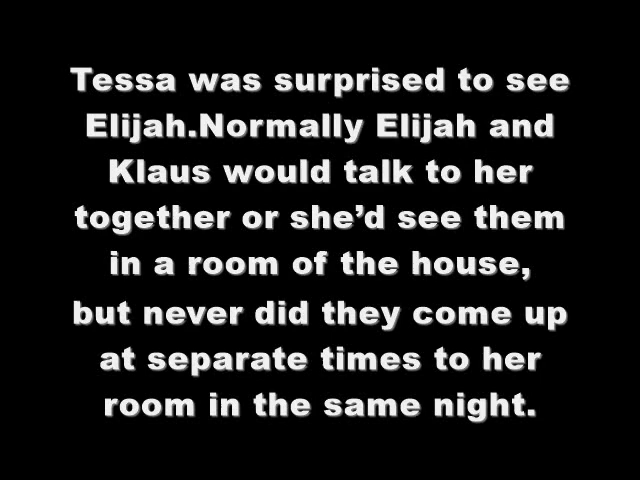 Tessa was surprised to see
Elijah.Normally Elijah and
Klaus would talk to her
together or she’d see them
in a room of the house,
but never did they come up
at separate times to her
room in the same night.